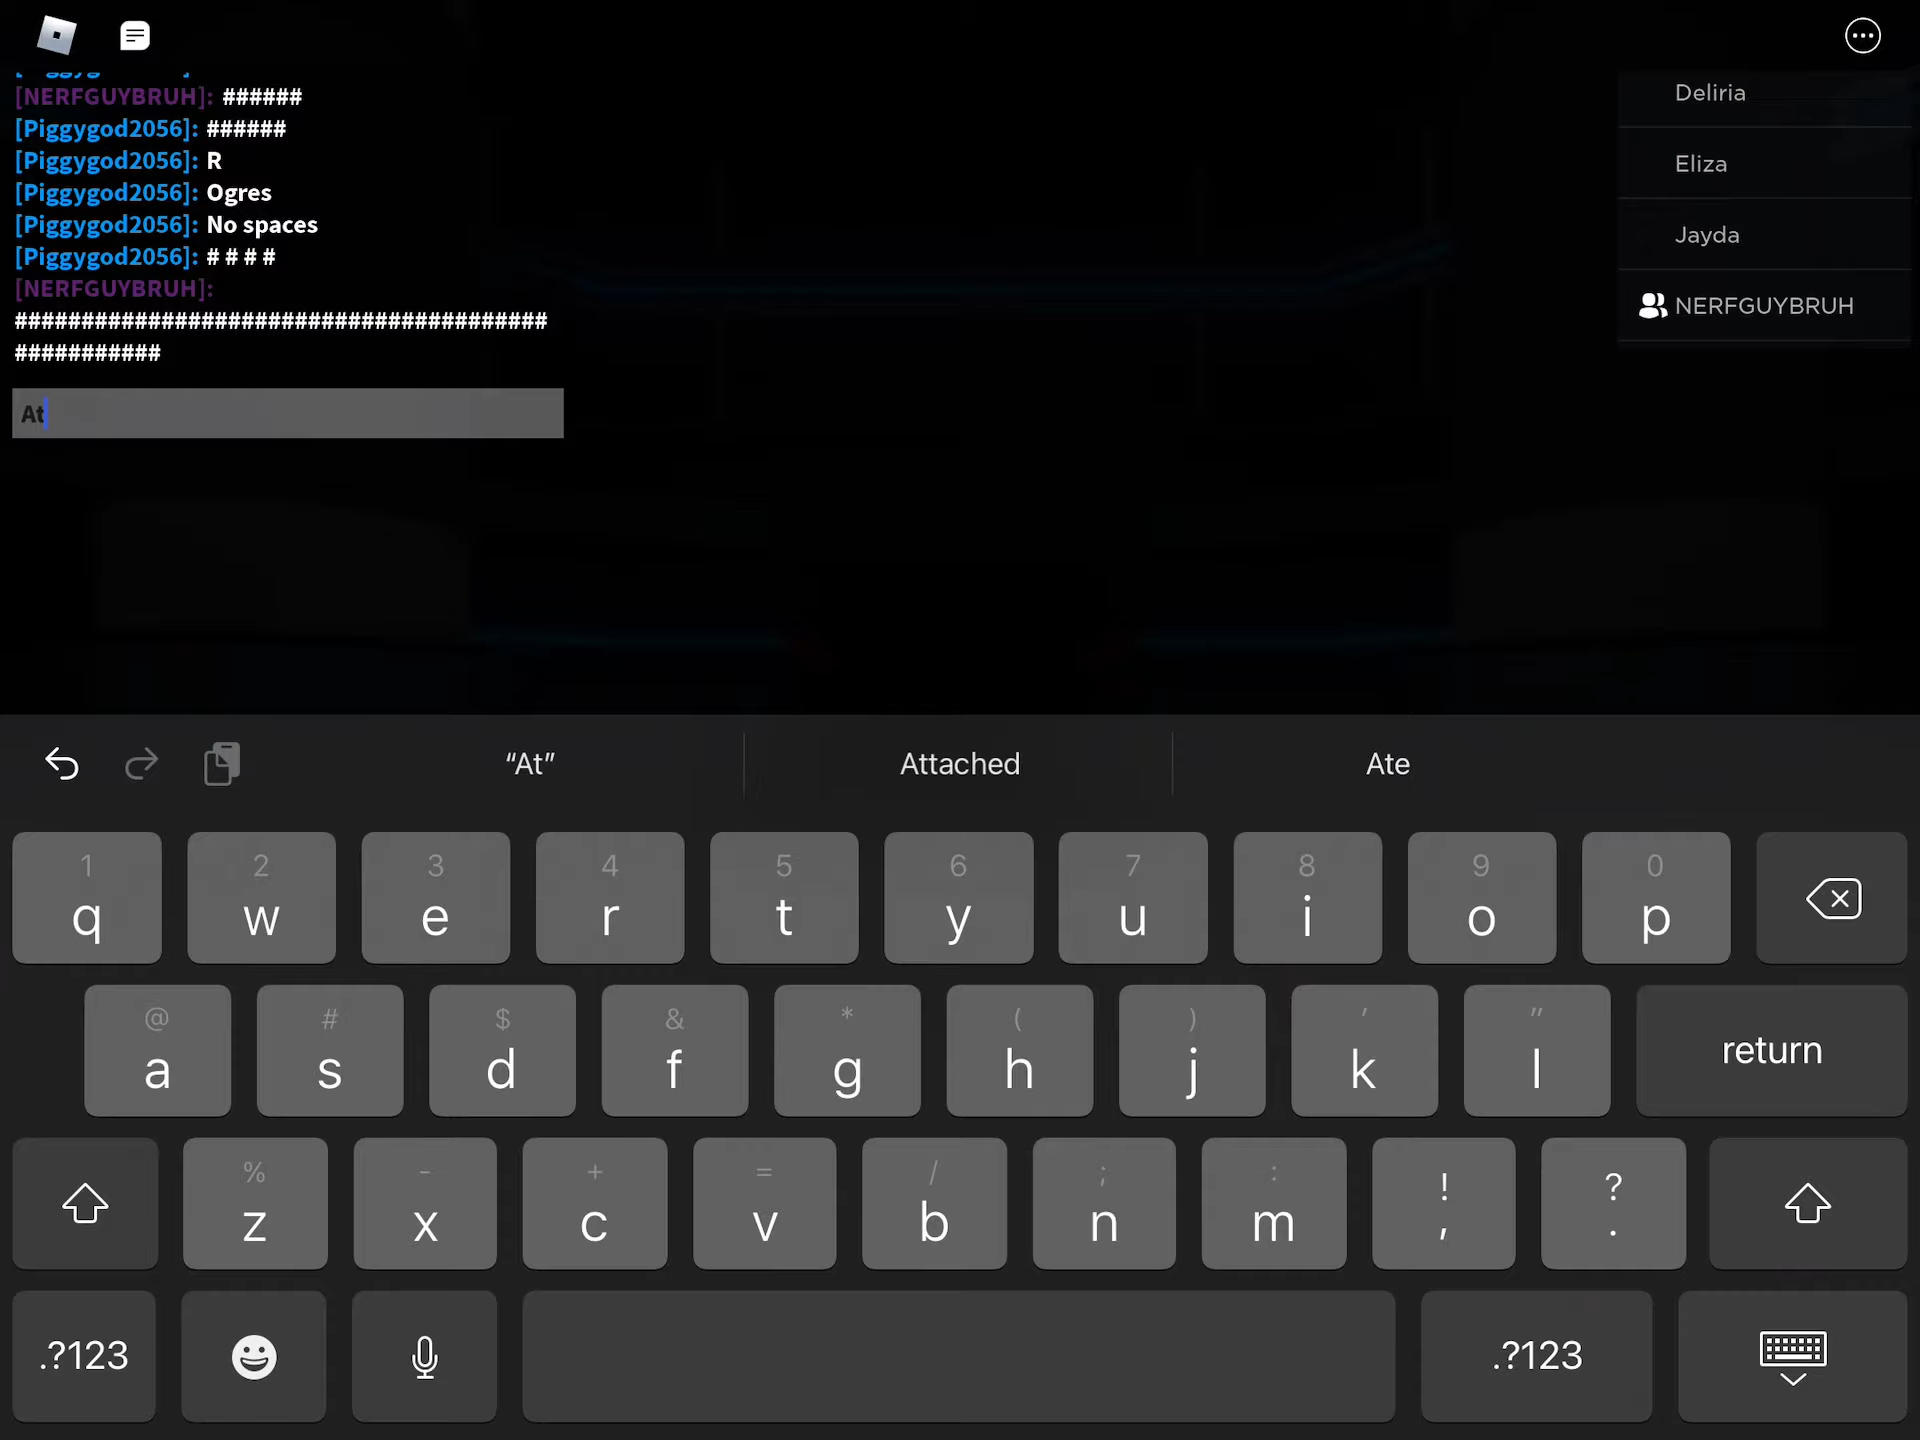 [NERFGUYBRUH]: ######
[Piggygod2056]: ######
[Piggygod2056]: R
[Piggygod2056]: Ogres
[Piggygod2056]: No spaces
[Piggygod2056]: # # # #
[NERFGUYBRUH]:
########################################
###########
At
Deliria
Eliza
Jayda
NERFGUYBRUH
“At” Attached Ate
1 2 3 4 5 6 7 8 9 0
q w e r t y u i o p
@ # $ & * ( ) ' "
a s d f g h j k l return
% - + = / ; : ! ?
z x c v b n m , .
.?123 .?123